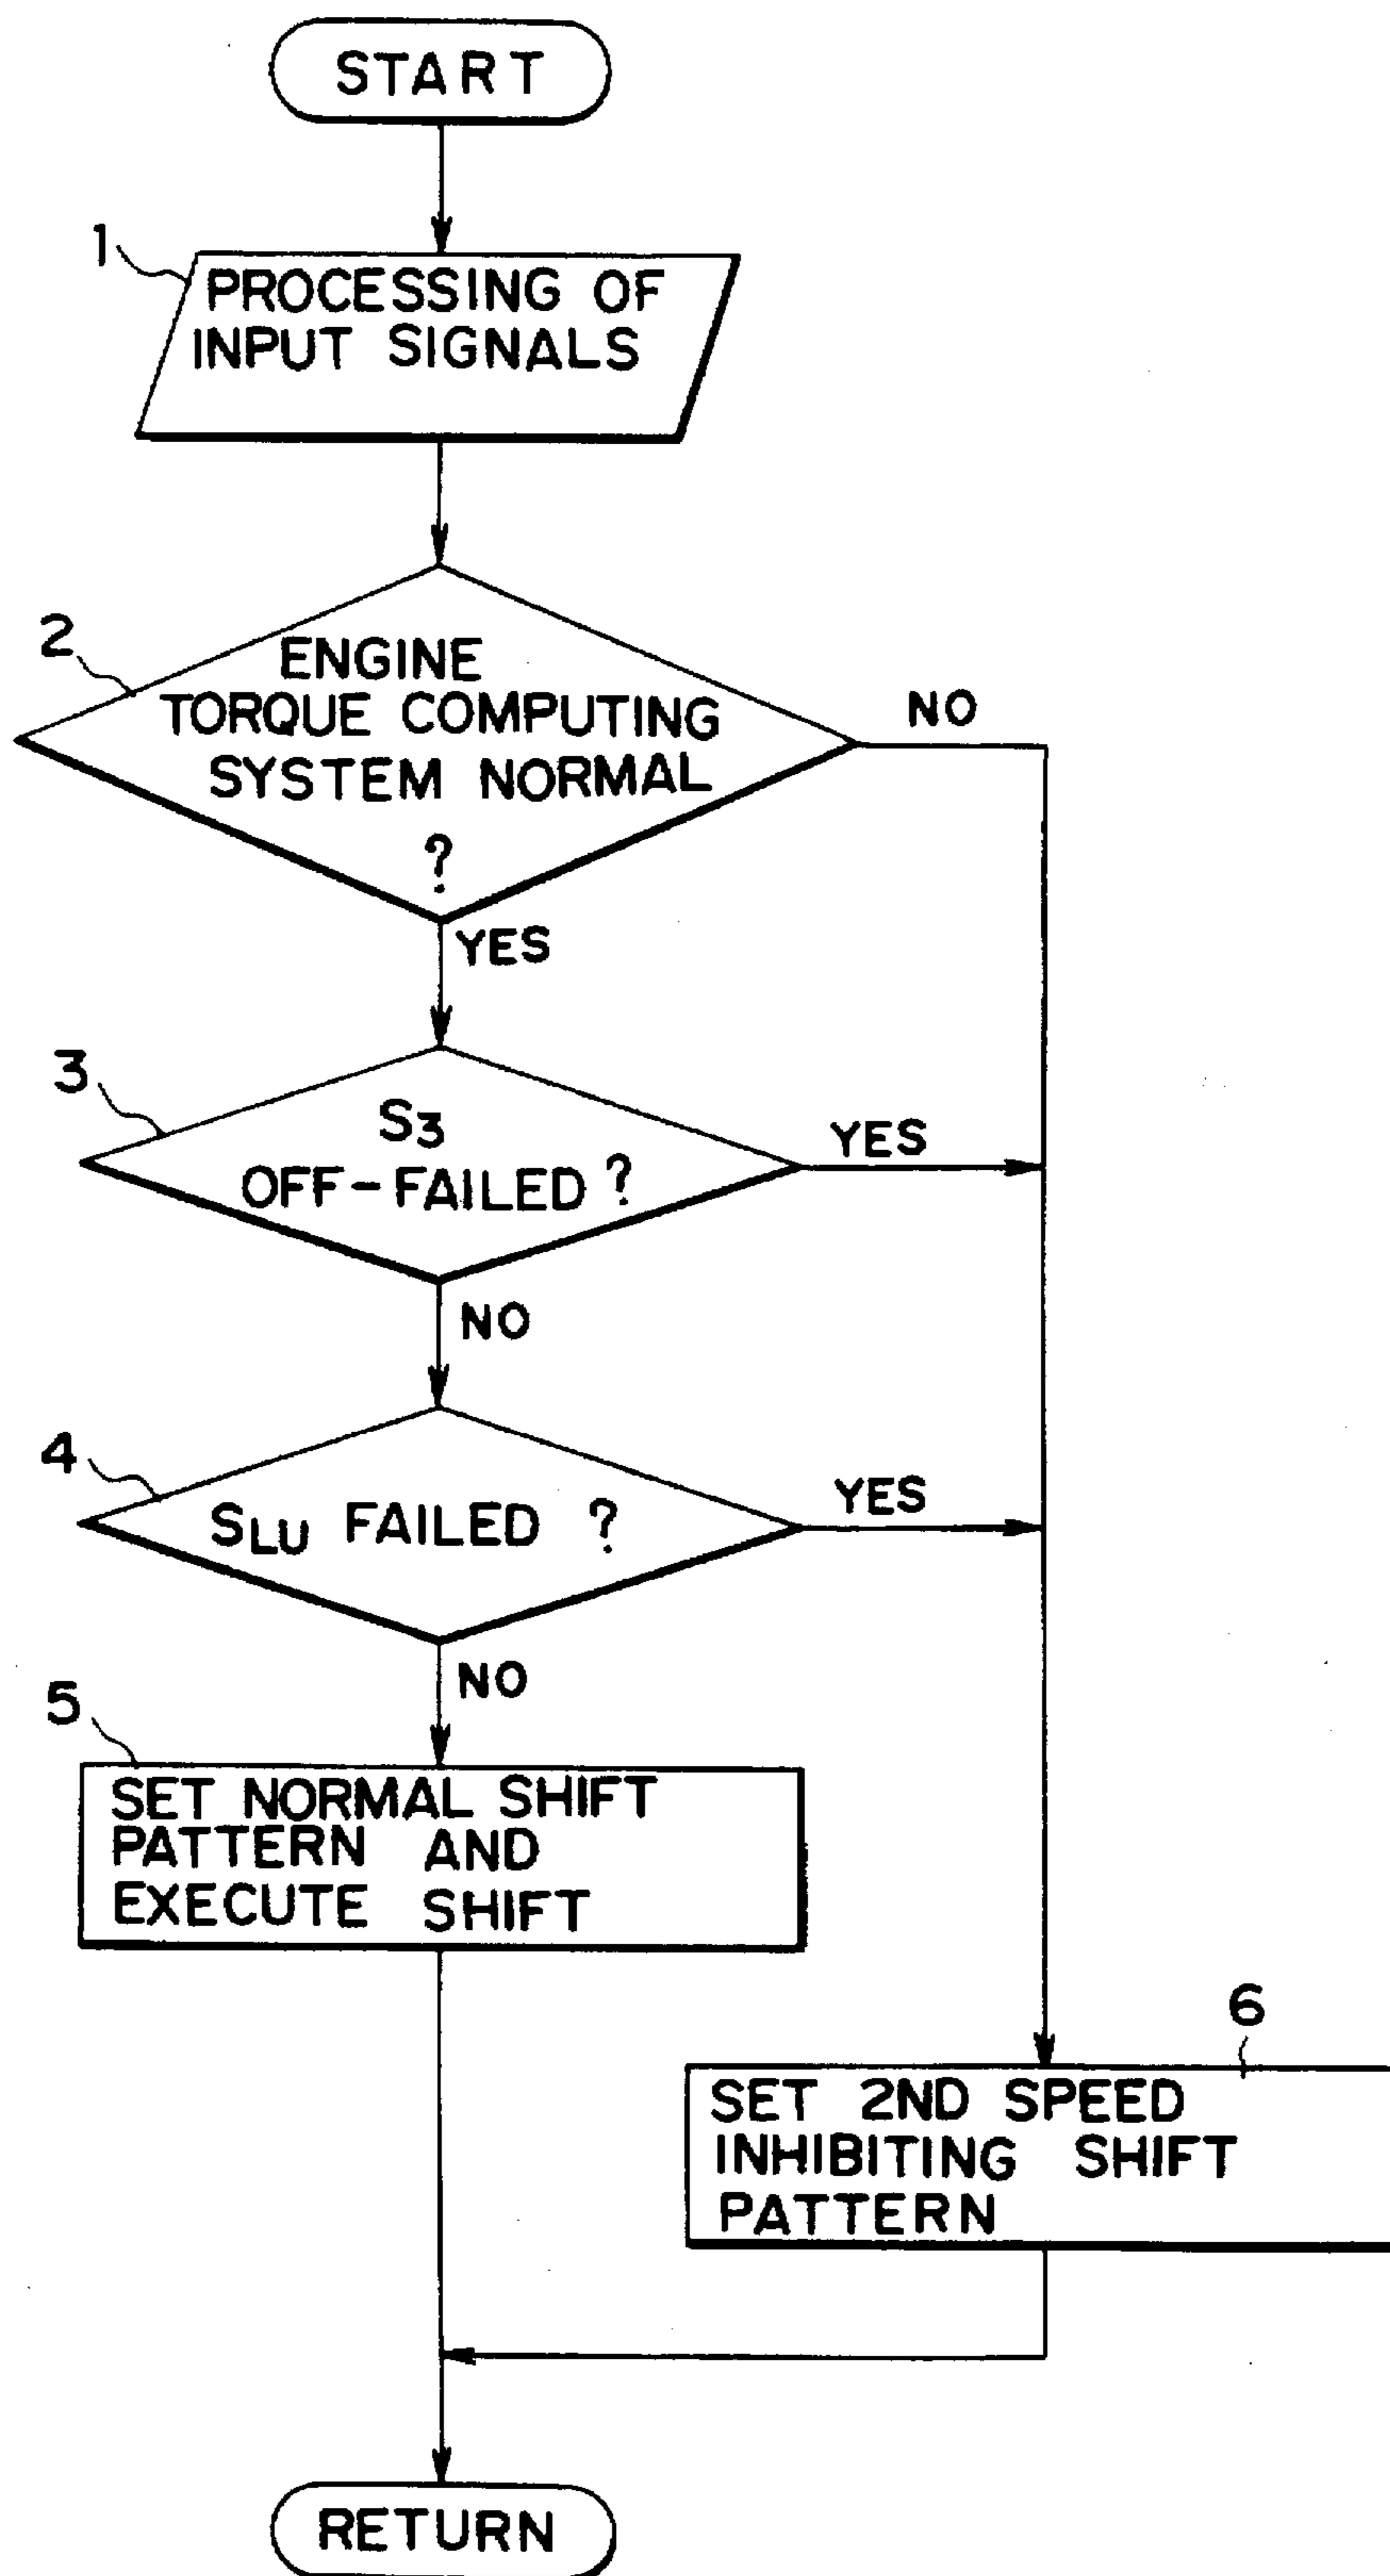 START
1
PROCESSING OF
INPUT SIGNALS
2
ENGINE
TORQUE COMPUTING
SYSTEM NORMAL
?
NO
YES
3
S3
OFF-FAILED ?
YES
NO
4
SLU FAILED ?
YES
NO
5
SET NORMAL SHIFT
PATTERN AND
EXECUTE SHIFT
6
SET 2ND SPEED
INHIBITING SHIFT
PATTERN
RETURN